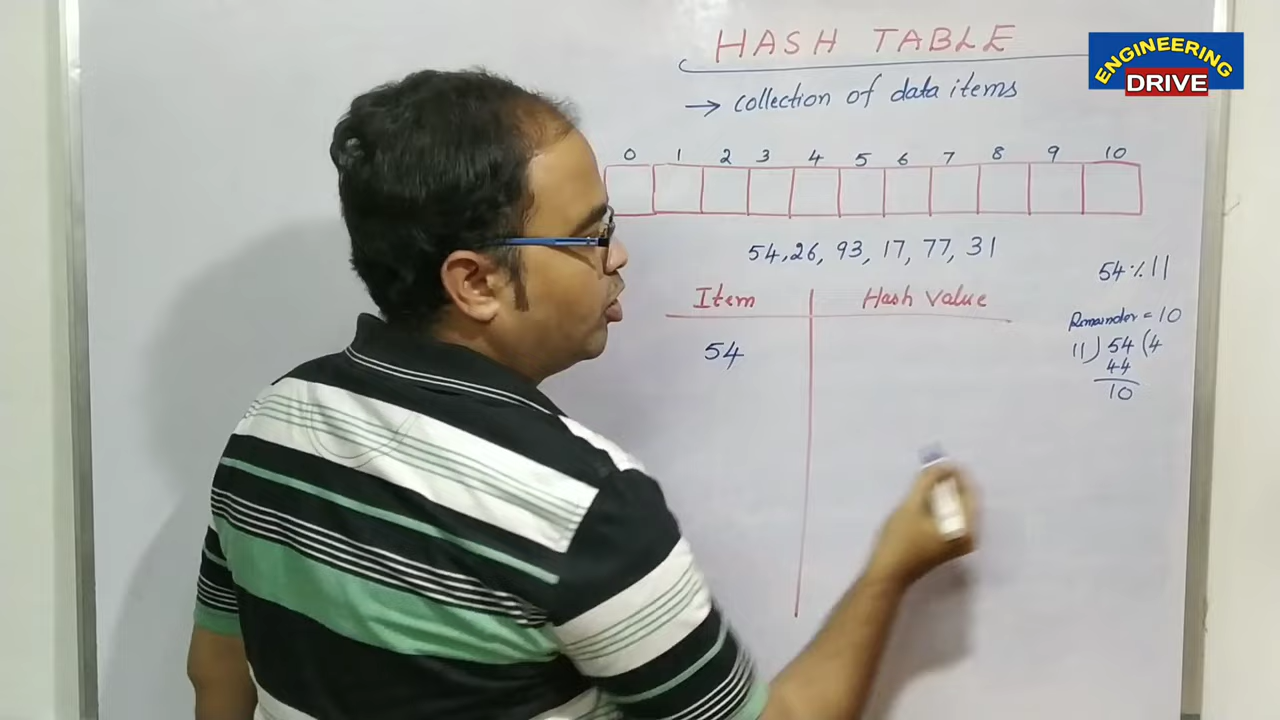 HASH TABLE
ENGINEERING
DRIVE
→ collection of data items
0 1 2 3 4 5 6 7 8 9 10
54, 26, 93, 17, 77, 31
54 % 11
Item Hash Value
Remainder = 10
11) 54 (4
44
10
54